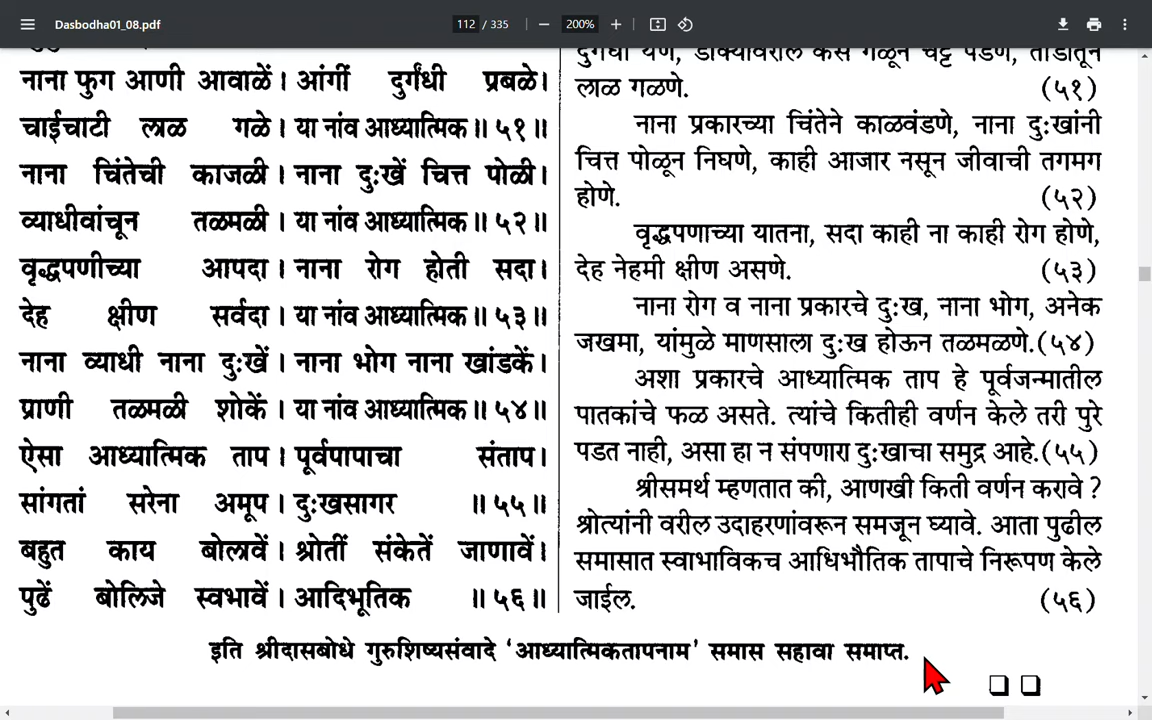 Dasbodha01_08.pdf
112 / 335
200%
नाना फुग आणी आवाळें। आंगीं दुर्गंधी प्रबळे।
चाईचाटी लाळ गळे। या नांव आध्यात्मिक॥ ५१॥
नाना चिंतेची काजळी। नाना दुःखें चित्त पोळी।
व्याधीवांचून तळमळी। या नांव आध्यात्मिक॥ ५२॥
वृद्धपणीच्या आपदा। नाना रोग होती सदा।
देह क्षीण सर्वदा। या नांव आध्यात्मिक॥ ५३॥
नाना व्याधी नाना दुःखें। नाना भोग नाना खांडकें।
प्राणी तळमळी शोकें। या नांव आध्यात्मिक॥ ५४॥
ऐसा आध्यात्मिक ताप। पूर्वपापाचा संताप।
सांगतां सरेना अमूप। दुःखसागर ॥ ५५॥
बहुत काय बोलावें। श्रोतीं संकेतें जाणावें।
पुढें बोलिजे स्वभावें। आदिभूतिक ॥ ५६॥
दुर्गंधी येणे, डोक्यावरील केस गळून चट्टे पडणे, तोंडातून
लाळ गळणे. (५१)
नाना प्रकारच्या चिंतेने काळवंडणे, नाना दुःखांनी
चित्त पोळून निघणे, काही आजार नसून जीवाची तगमग
होणे. (५२)
वृद्धपणाच्या यातना, सदा काही ना काही रोग होणे,
देह नेहमी क्षीण असणे. (५३)
नाना रोग व नाना प्रकारचे दुःख, नाना भोग, अनेक
जखमा, यांमुळे माणसाला दुःख होऊन तळमळणे.(५४)
अशा प्रकारचे आध्यात्मिक ताप हे पूर्वजन्मातील
पातकांचे फळ असते. त्यांचे कितीही वर्णन केले तरी पुरे
पडत नाही, असा हा न संपणारा दुःखाचा समुद्र आहे.(५५)
श्रीसमर्थ म्हणतात की, आणखी किती वर्णन करावे ?
श्रोत्यांनी वरील उदाहरणांवरून समजून घ्यावे. आता पुढील
समासात स्वाभाविकच आधिभौतिक तापाचे निरूपण केले
जाईल. (५६)
इति श्रीदासबोधे गुरुशिष्यसंवादे ‘आध्यात्मिकतापनाम’ समास सहावा समाप्त.